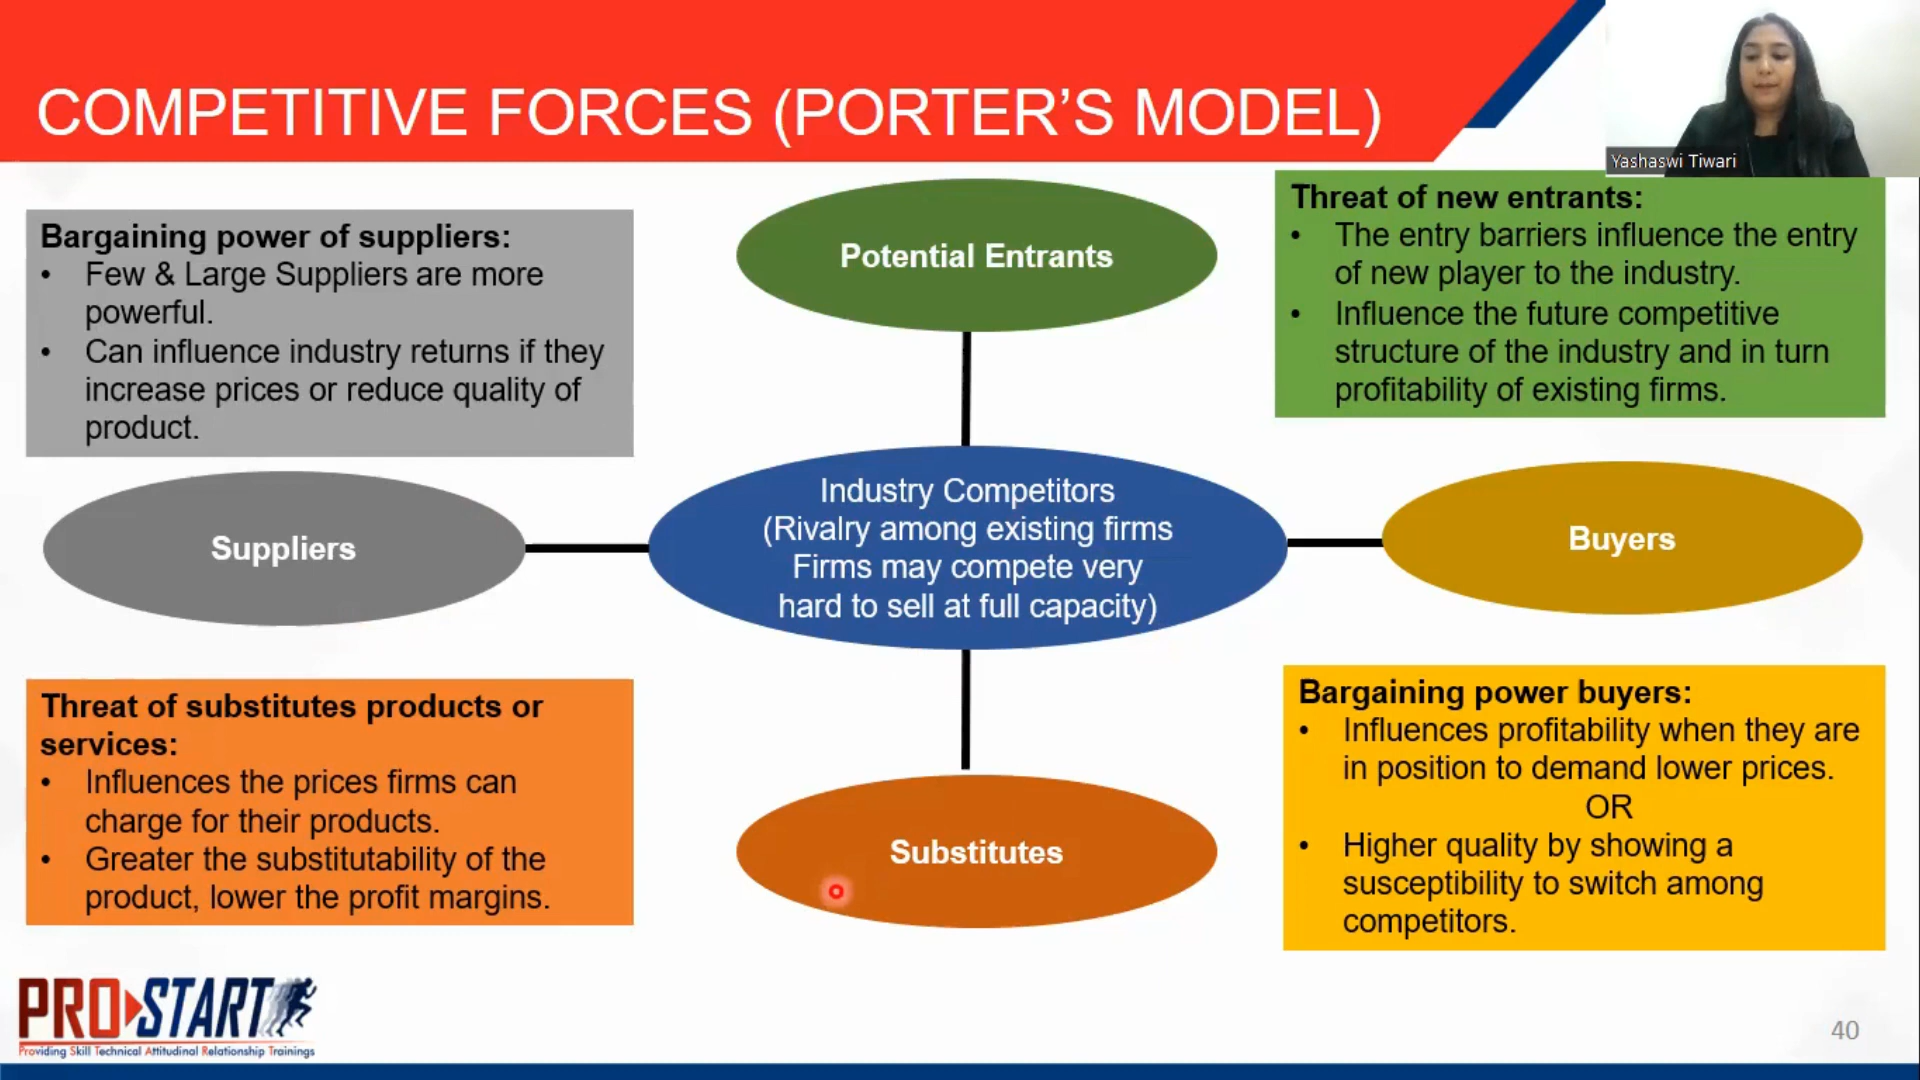 COMPETITIVE FORCES (PORTER’S MODEL)
Yashaswi Tiwari
Bargaining power of suppliers:
• Few & Large Suppliers are more
powerful.
• Can influence industry returns if they
increase prices or reduce quality of
product.
Potential Entrants
Threat of new entrants:
• The entry barriers influence the entry
of new player to the industry.
• Influence the future competitive
structure of the industry and in turn
profitability of existing firms.
Suppliers
Industry Competitors
(Rivalry among existing firms
Firms may compete very
hard to sell at full capacity)
Buyers
Threat of substitutes products or
services:
• Influences the prices firms can
charge for their products.
• Greater the substitutability of the
product, lower the profit margins.
Substitutes
Bargaining power buyers:
• Influences profitability when they are
in position to demand lower prices.
OR
• Higher quality by showing a
susceptibility to switch among
competitors.
PRO START
Providing Skill Technical Attitudinal Relationship Trainings
40